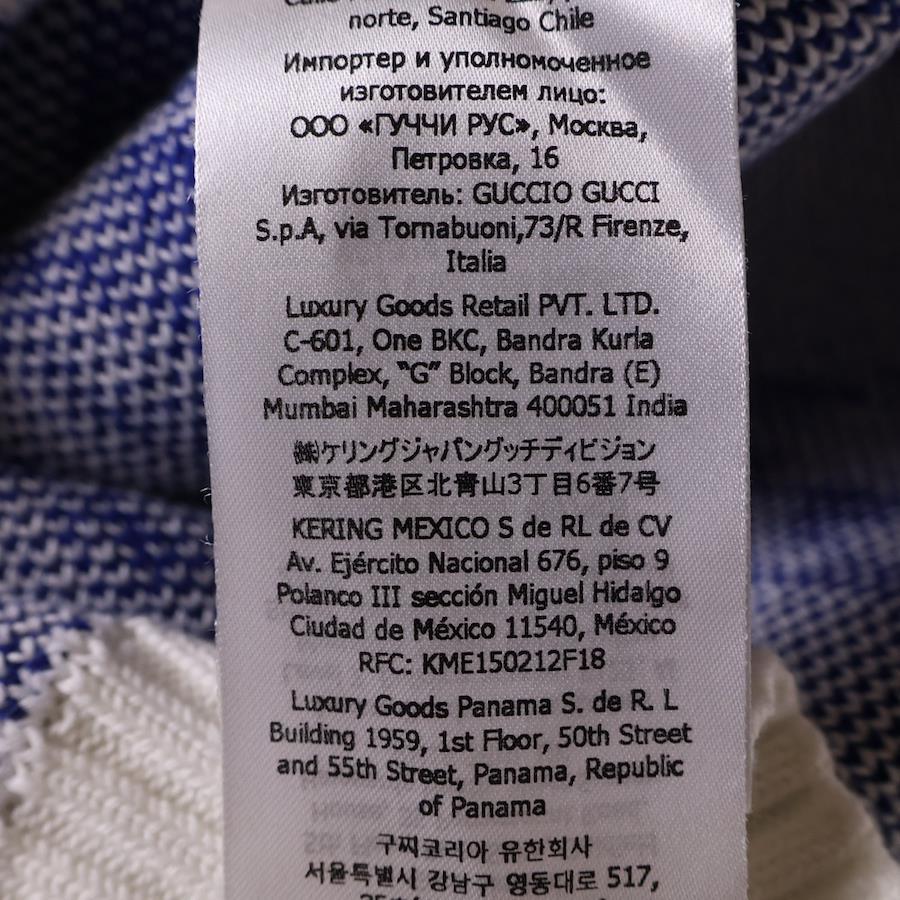 norte, Santiago Chile
Импортер и уполномоченное
изготовителем лицо:
ООО «ГУЧЧИ РУС», Москва,
Петровка, 16
Изготовитель: GUCCIO GUCCI
S.p.A, via Tornabuoni,73/R Firenze,
Italia
Luxury Goods Retail PVT. LTD.
C-601, One BKC, Bandra Kurla
Complex, "G" Block, Bandra (E)
Mumbai Maharashtra 400051 India
㈱ケリングジャパングッチディビジョン
東京都港区北青山3丁目6番7号
KERING MEXICO S de RL de CV
Av. Ejército Nacional 676, piso 9
Polanco III sección Miguel Hidalgo
Ciudad de México 11540, México
RFC: KME150212F18
Luxury Goods Panama S. de R. L
Building 1959, 1st Floor, 50th Street
and 55th Street, Panama, Republic
of Panama
구찌코리아 유한회사
서울특별시 강남구 영동대로 517,